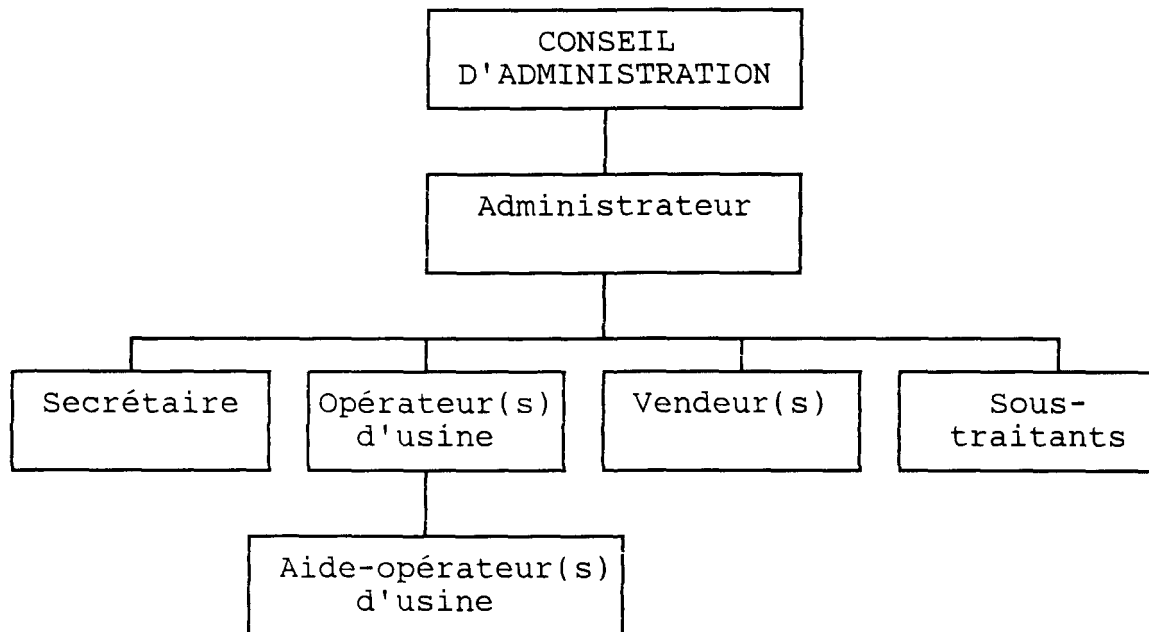 CONSEIL
D'ADMINISTRATION
Administrateur
Secrétaire
Opérateur(s)
d'usine
Vendeur(s)
Sous-
traitants
Aide-opérateur(s)
d'usine